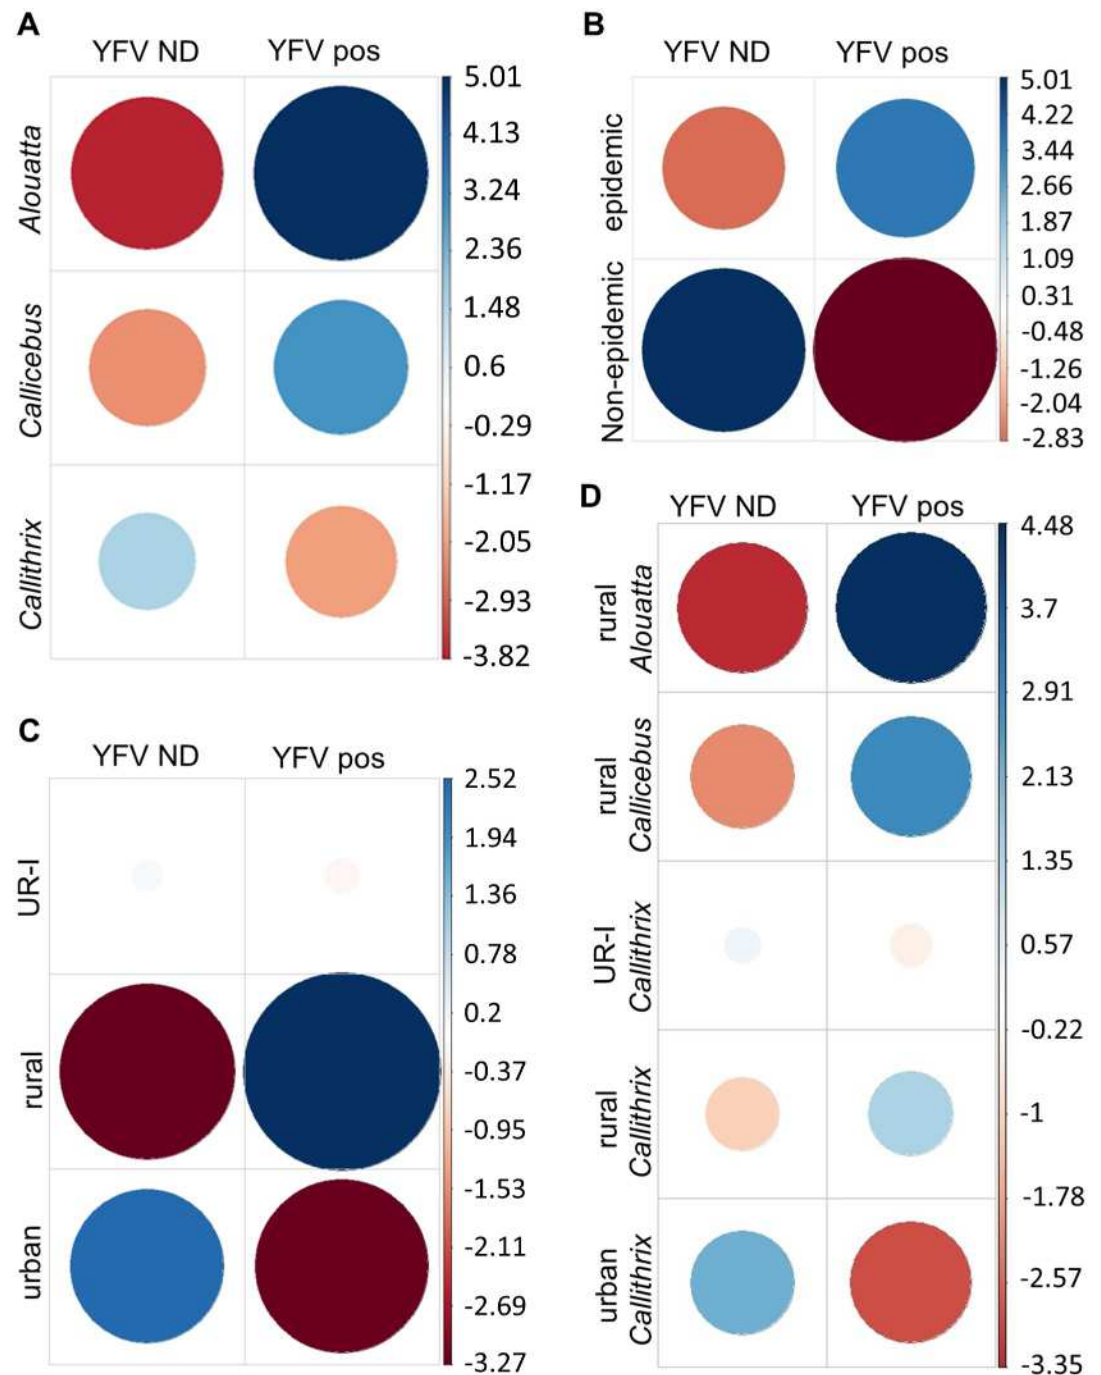 A
YFV ND YFV pos
Alouatta
Callicebus
Callithrix
5.01
4.13
3.24
2.36
1.48
0.6
-0.29
-1.17
-2.05
-2.93
-3.82
B
YFV ND YFV pos
epidemic
Non-epidemic
5.01
4.22
3.44
2.66
1.87
1.09
0.31
-0.48
-1.26
-2.04
-2.83
C
YFV ND YFV pos
UR-I
rural
urban
2.52
1.94
1.36
0.78
0.2
-0.37
-0.95
-1.53
-2.11
-2.69
-3.27
D
YFV ND YFV pos
rural
Alouatta
rural
Callicebus
UR-I
Callithrix
rural
Callithrix
urban
Callithrix
4.48
3.7
2.91
2.13
1.35
0.57
-0.22
-1
-1.78
-2.57
-3.35